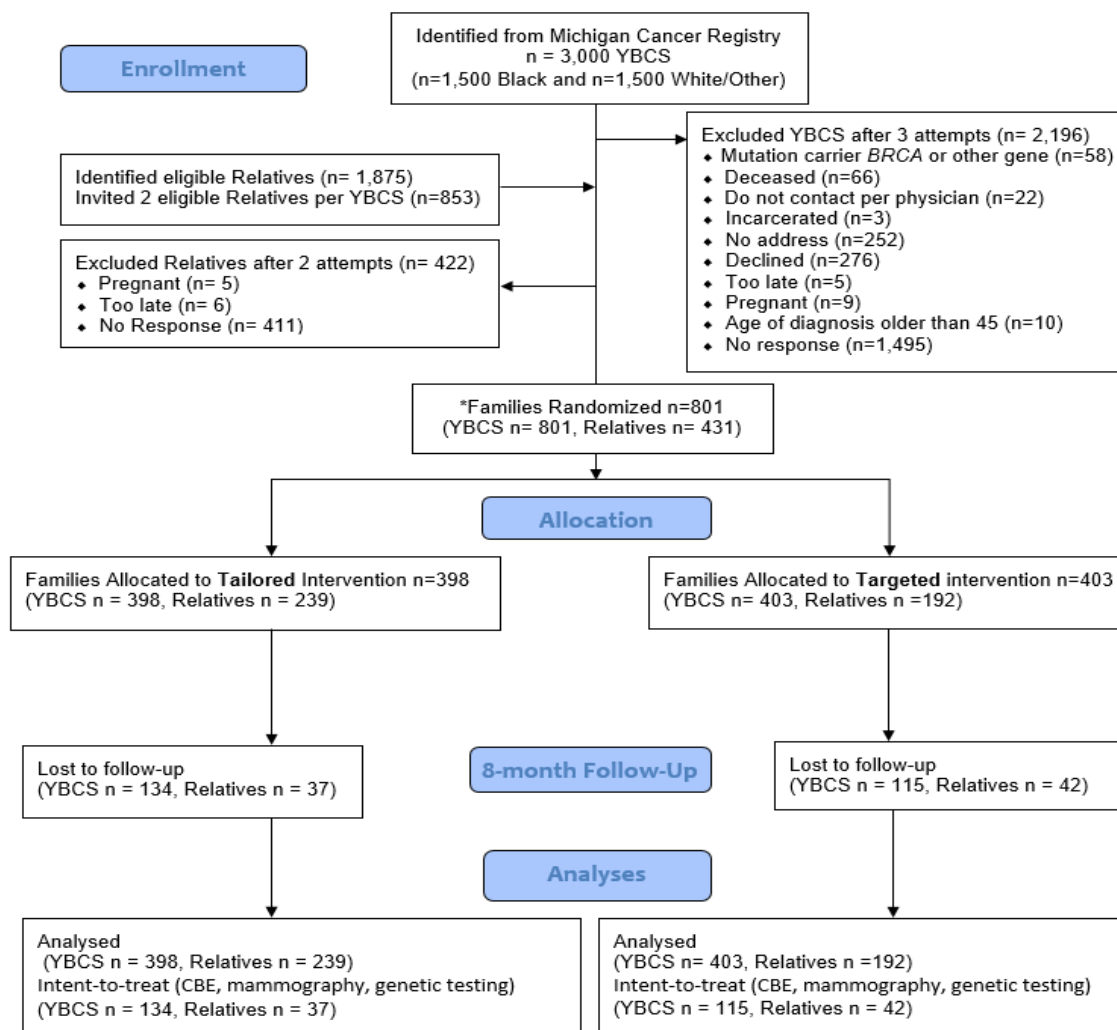 Identified from Michigan Cancer Registry
n = 3,000 YBCS
(n=1,500 Black and n=1,500 White/Other)
Enrollment
Excluded YBCS after 3 attempts (n= 2,196)
◆ Mutation carrier BRCA or other gene (n=58)
◆ Deceased (n=66)
◆ Do not contact per physician (n=22)
◆ Incarcerated (n=3)
◆ No address (n=252)
◆ Declined (n=276)
◆ Too late (n=5)
◆ Pregnant (n=9)
◆ Age of diagnosis older than 45 (n=10)
◆ No response (n=1,495)
Identified eligible Relatives (n= 1,875)
Invited 2 eligible Relatives per YBCS (n=853)
Excluded Relatives after 2 attempts (n= 422)
◆ Pregnant (n= 5)
◆ Too late (n= 6)
◆ No Response (n= 411)
*Families Randomized n=801
(YBCS n= 801, Relatives n= 431)
Allocation
Families Allocated to Tailored Intervention n=398
(YBCS n = 398, Relatives n = 239)
Families Allocated to Targeted intervention n=403
(YBCS n= 403, Relatives n =192)
8-month Follow-Up
Lost to follow-up
(YBCS n = 134, Relatives n = 37)
Lost to follow-up
(YBCS n = 115, Relatives n = 42)
Analyses
Analysed
(YBCS n = 398, Relatives n = 239)
Intent-to-treat (CBE, mammography, genetic testing)
(YBCS n = 134, Relatives n = 37)
Analysed
(YBCS n= 403, Relatives n =192)
Intent-to-treat (CBE, mammography, genetic testing)
(YBCS n = 115, Relatives n = 42)